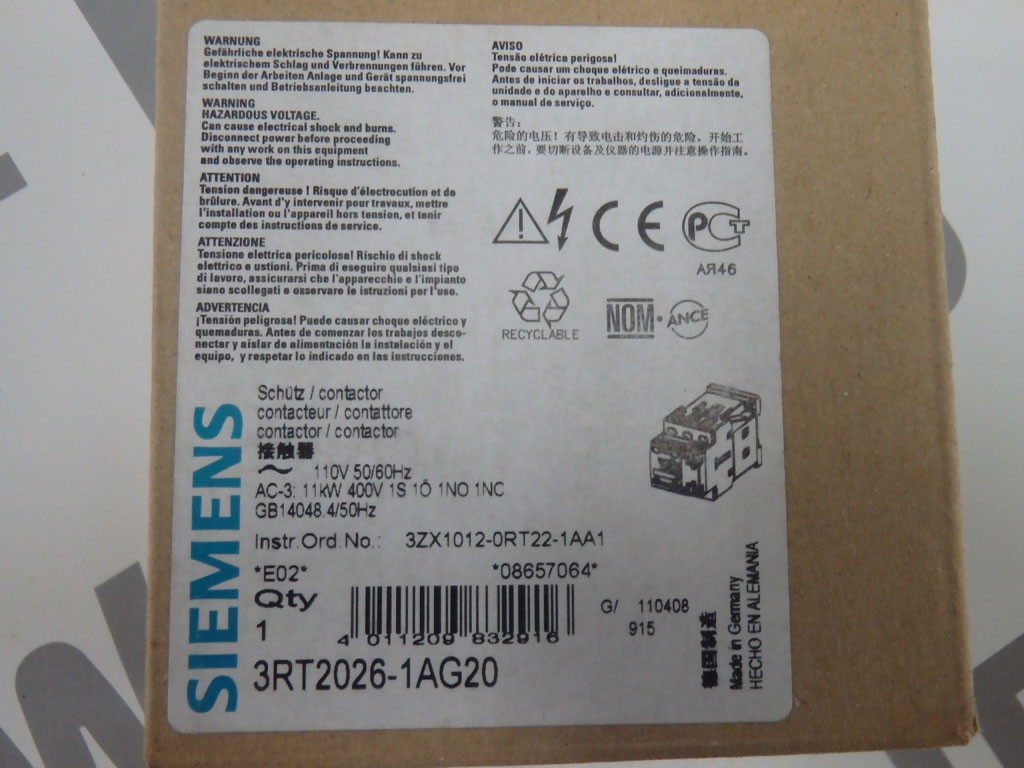 WARNUNG
Gefährliche elektrische Spannung! Kann zu
elektrischem Schlag und Verbrennungen führen. Vor
Beginn der Arbeiten Anlage und Gerät spannungsfrei
schalten und Betriebsanleitung beachten.
WARNING
HAZARDOUS VOLTAGE.
Can cause electrical shock and burns.
Disconnect power before proceeding
with any work on this equipment
and observe the operating instructions.
ATTENTION
Tension dangereuse ! Risque d'électrocution et de
brûlure. Avant d'y intervenir pour travaux, mettre
l'installation ou l'appareil hors tension, et tenir
compte des instructions de service.
ATTENZIONE
Tensione elettrica pericolosa! Rischio di shock
elettrico e ustioni. Prima di eseguire qualsiasi tipo
di lavoro, assicurarsi che l'apparecchio e l'impianto
siano scollegati e osservare le istruzioni per l'uso.
ADVERTENCIA
¡Tensión peligrosa! Puede causar choque eléctrico y
quemaduras. Antes de comenzar los trabajos desco-
nectar y aislar de alimentación la instalación y el
equipo, y respetar lo indicado en las instrucciones.
AVISO
Tensão elétrica perigosa!
Pode causar um choque elétrico e queimaduras.
Antes de iniciar os trabalhos, desligue a tensão da
unidade e do aparelho e consultar, adicionalmente,
o manual de serviço.
警告:
危险的电压!有导致电击和灼伤的危险。开始工
作之前,要切断设备及仪器的电源并注意操作指南。
CE PCT
АЯ46
RECYCLABLE
NOM·ANCE
SIEMENS
Schütz / contactor
contacteur / contattore
contactor / contactor
接触器
~ 110V 50/60Hz
AC-3: 11kW 400V 1S 1Ö 1NO 1NC
GB14048.4/50Hz
Instr.Ord.No.: 3ZX1012-0RT22-1AA1
*E02* *08657064*
Qty
1
4 011209 832916
G/ 110408
915
3RT2026-1AG20
德国制造
Made in Germany
HECHO EN ALEMANIA